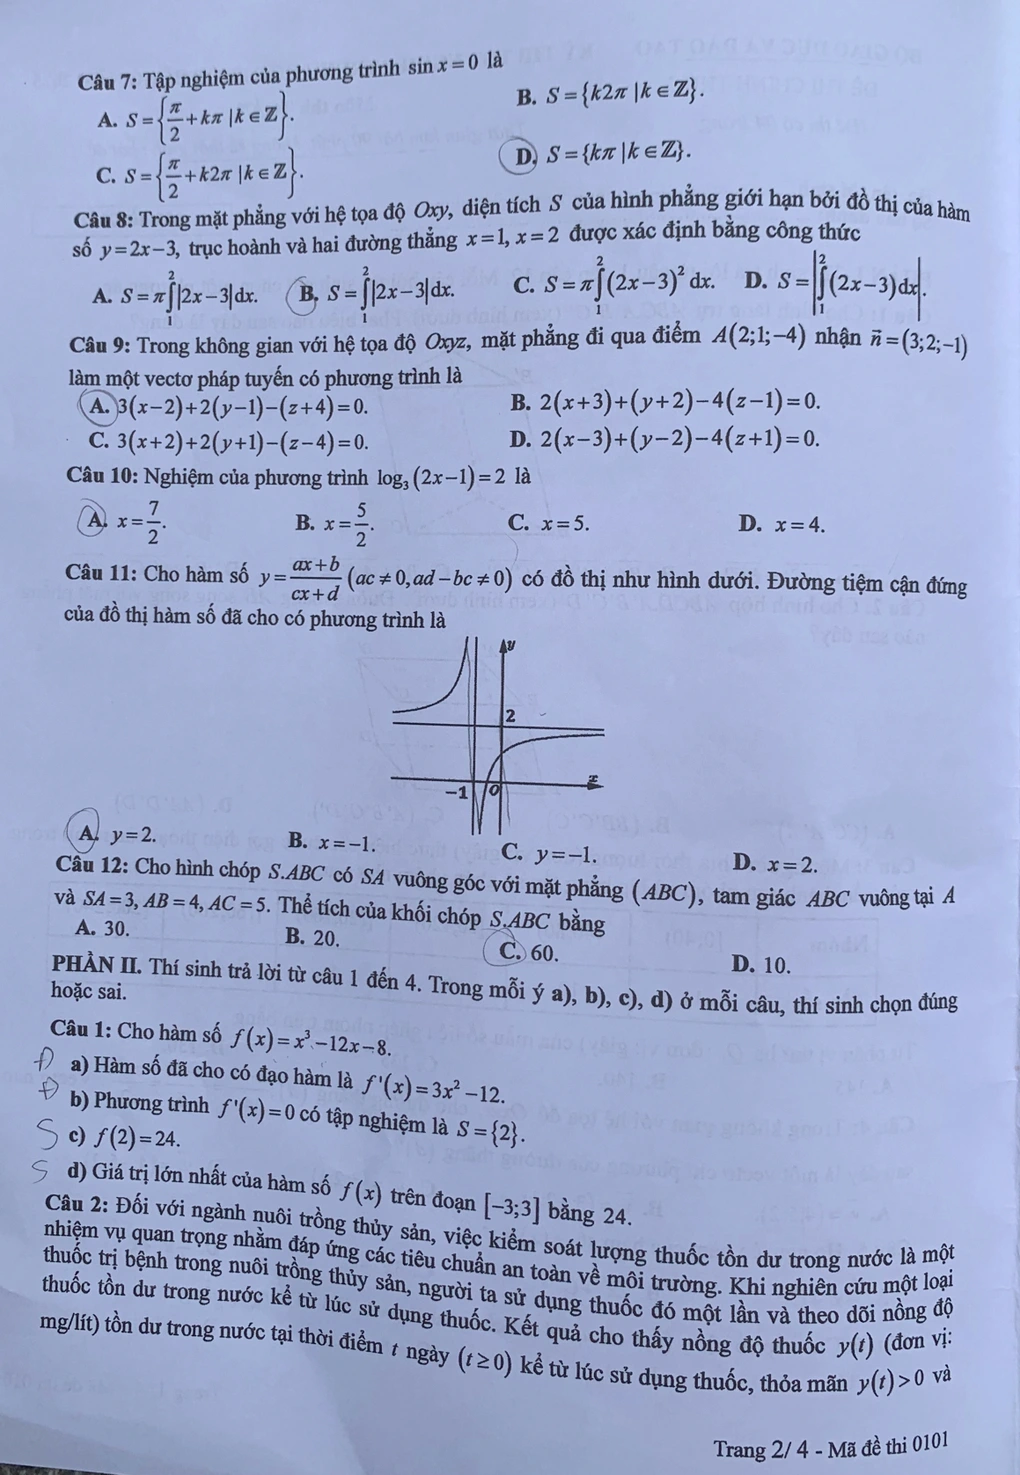 Câu 7: Tập nghiệm của phương trình sin x = 0 là
A. S = {π/2 + kπ | k ∈ ℤ}.
B. S = {k2π | k ∈ ℤ}.
C. S = {π/2 + k2π | k ∈ ℤ}.
D. S = {kπ | k ∈ ℤ}.
Câu 8: Trong mặt phẳng với hệ tọa độ Oxy, diện tích S của hình phẳng giới hạn bởi đồ thị của hàm
số y = 2x − 3, trục hoành và hai đường thẳng x = 1, x = 2 được xác định bằng công thức
A. S = π∫₁²|2x − 3|dx. B. S = ∫₁²|2x − 3|dx. C. S = π∫₁²(2x − 3)² dx. D. S = |∫₁²(2x − 3)dx|.
Câu 9: Trong không gian với hệ tọa độ Oxyz, mặt phẳng đi qua điểm A(2;1;−4) nhận n⃗ = (3;2;−1)
làm một vectơ pháp tuyến có phương trình là
A. 3(x−2)+2(y−1)−(z+4)=0. B. 2(x+3)+(y+2)−4(z−1)=0.
C. 3(x+2)+2(y+1)−(z−4)=0. D. 2(x−3)+(y−2)−4(z+1)=0.
Câu 10: Nghiệm của phương trình log₃(2x−1)=2 là
A. x = 7/2. B. x = 5/2. C. x = 5. D. x = 4.
Câu 11: Cho hàm số y = (ax+b)/(cx+d) (ac ≠ 0, ad − bc ≠ 0) có đồ thị như hình dưới. Đường tiệm cận đứng
của đồ thị hàm số đã cho có phương trình là
y
2
x
−1 O
A. y = 2. B. x = −1. C. y = −1. D. x = 2.
Câu 12: Cho hình chóp S.ABC có SA vuông góc với mặt phẳng (ABC), tam giác ABC vuông tại A
và SA = 3, AB = 4, AC = 5. Thể tích của khối chóp S.ABC bằng
A. 30. B. 20. C. 60. D. 10.
PHẦN II. Thí sinh trả lời từ câu 1 đến 4. Trong mỗi ý a), b), c), d) ở mỗi câu, thí sinh chọn đúng
hoặc sai.
Câu 1: Cho hàm số f(x) = x³ − 12x − 8.
Đ a) Hàm số đã cho có đạo hàm là f'(x) = 3x² − 12.
Đ b) Phương trình f'(x) = 0 có tập nghiệm là S = {2}.
S c) f(2) = 24.
S d) Giá trị lớn nhất của hàm số f(x) trên đoạn [−3;3] bằng 24.
Câu 2: Đối với ngành nuôi trồng thủy sản, việc kiểm soát lượng thuốc tồn dư trong nước là một
nhiệm vụ quan trọng nhằm đáp ứng các tiêu chuẩn an toàn về môi trường. Khi nghiên cứu một loại
thuốc trị bệnh trong nuôi trồng thủy sản, người ta sử dụng thuốc đó một lần và theo dõi nồng độ
thuốc tồn dư trong nước kể từ lúc sử dụng thuốc. Kết quả cho thấy nồng độ thuốc y(t) (đơn vị:
mg/lít) tồn dư trong nước tại thời điểm t ngày (t ≥ 0) kể từ lúc sử dụng thuốc, thỏa mãn y(t) > 0 và
Trang 2/ 4 - Mã đề thi 0101